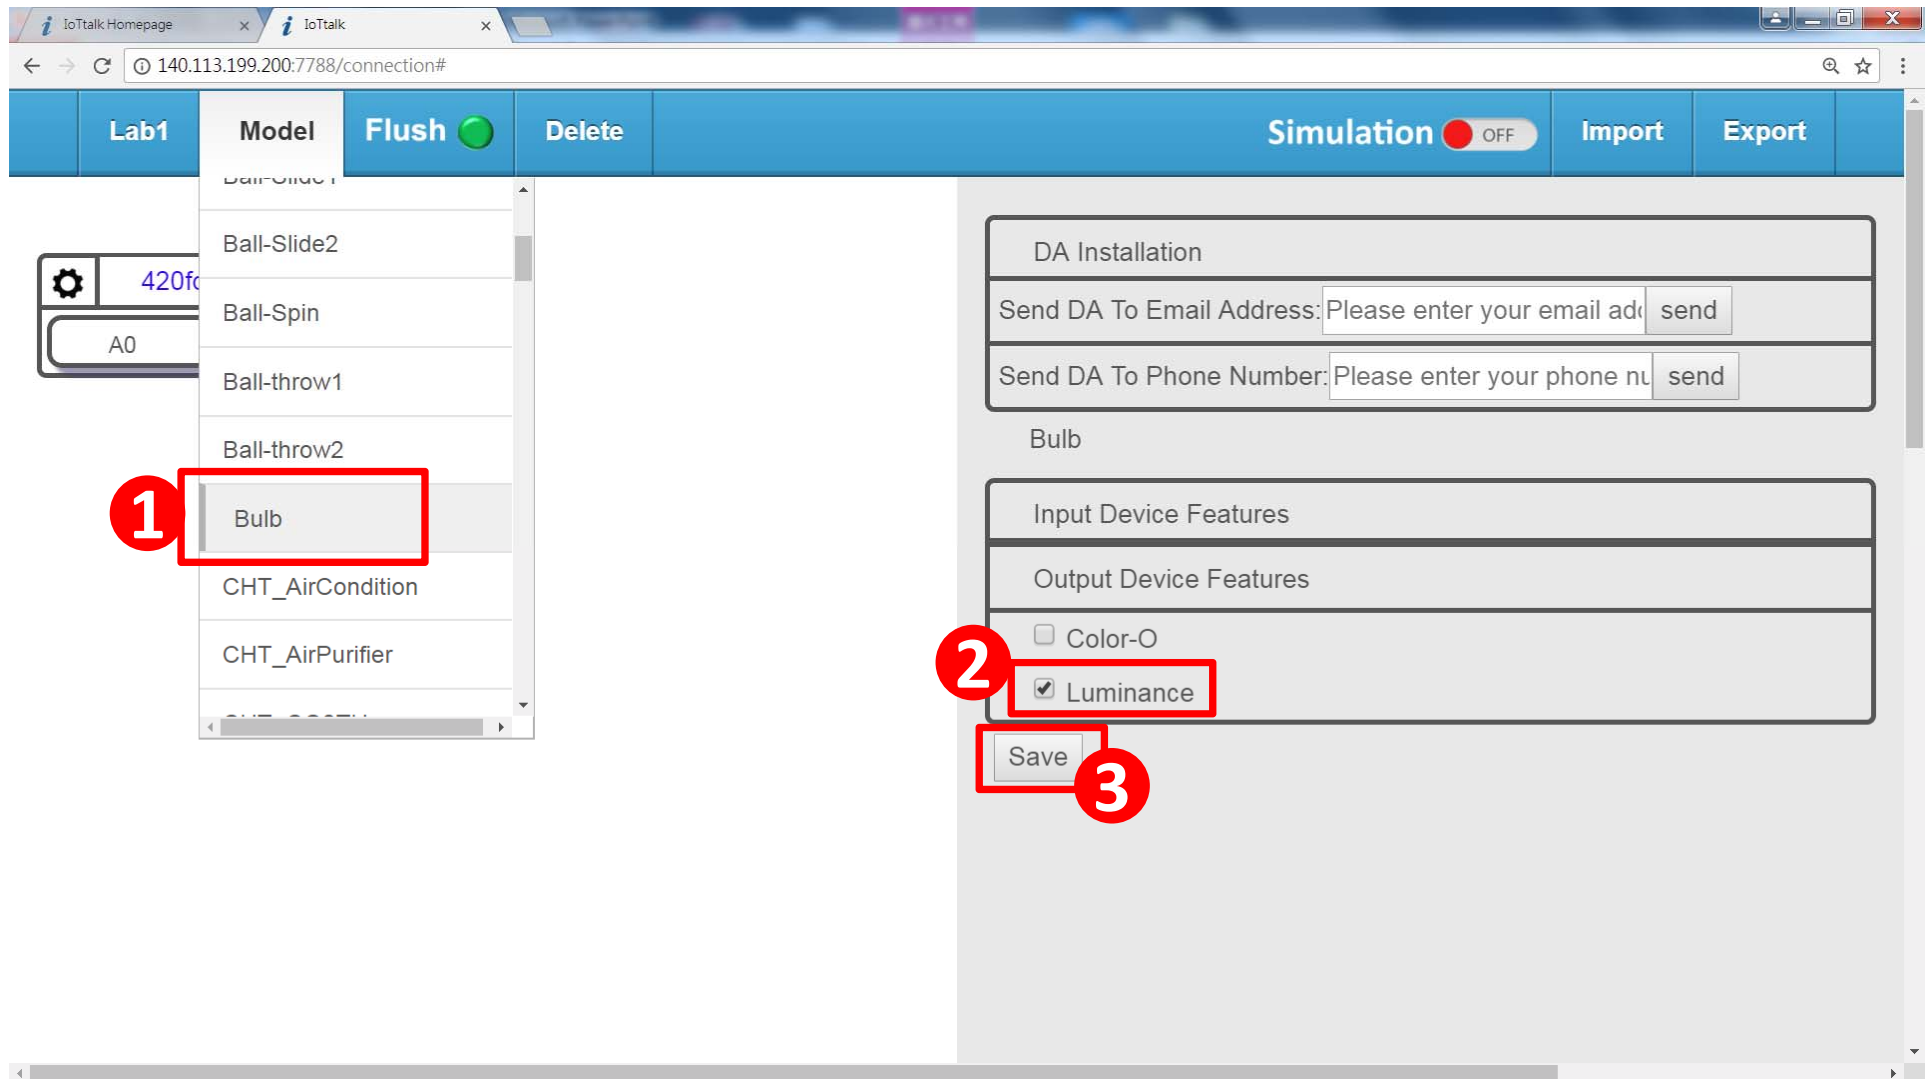 IoTtalk Homepage
IoTtalk
140.113.199.200:7788/connection#
Lab1
Model
Flush
Delete
Simulation
OFF
Import
Export
Ball-Slide1
Ball-Slide2
Ball-Spin
Ball-throw1
Ball-throw2
1
Bulb
CHT_AirCondition
CHT_AirPurifier
A0
DA Installation
Send DA To Email Address:
Please enter your email
send
Send DA To Phone Number:
Please enter your phone
send
Bulb
Input Device Features
Output Device Features
Color-O
2
Luminance
Save
3